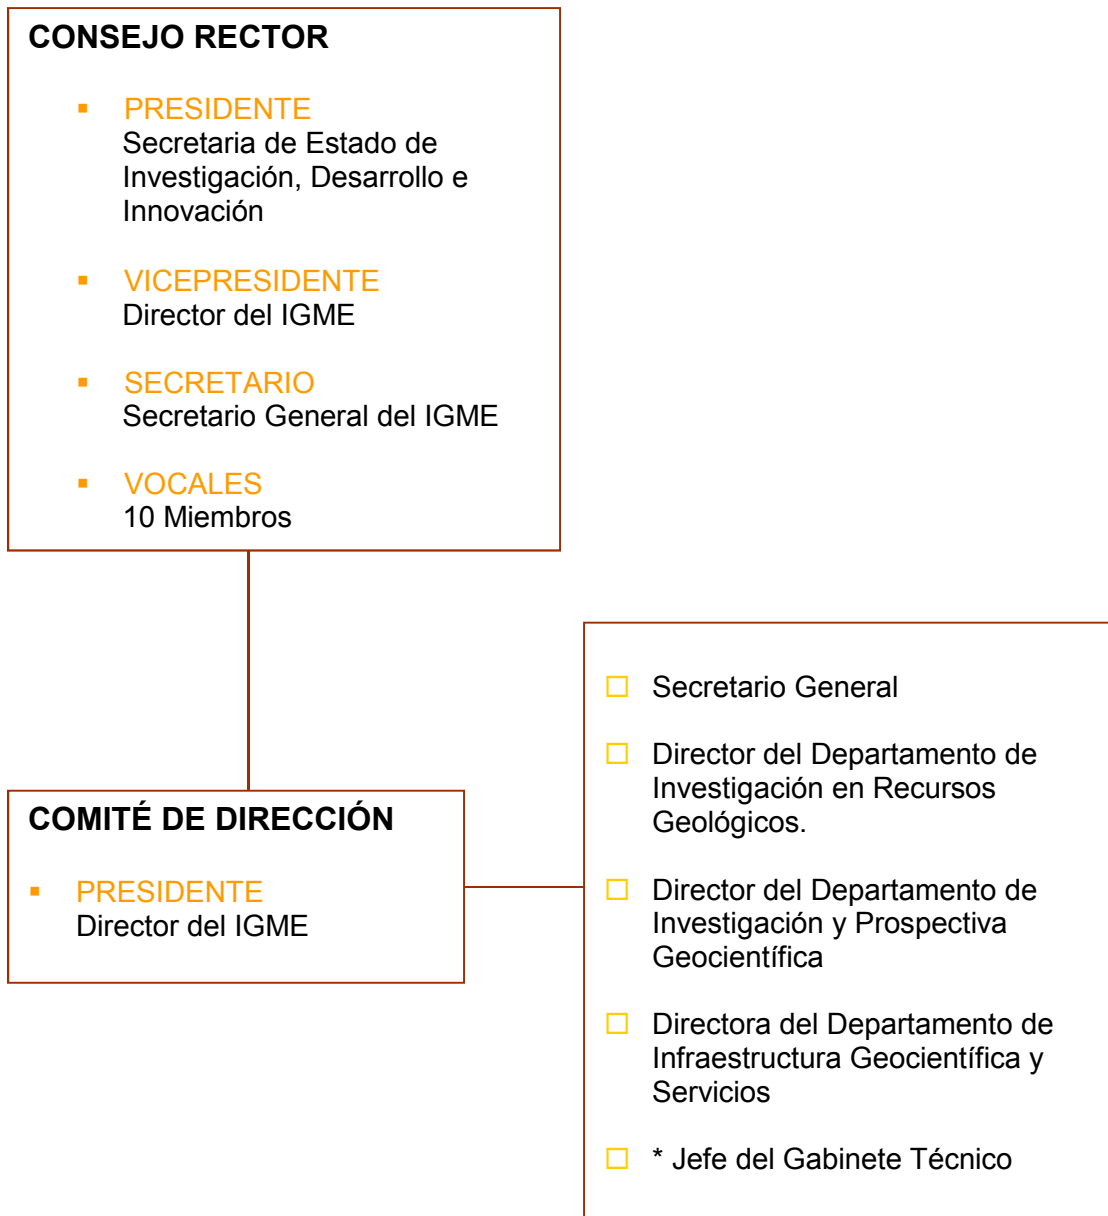 CONSEJO RECTOR
▪ PRESIDENTE
Secretaria de Estado de
Investigación, Desarrollo e
Innovación
▪ VICEPRESIDENTE
Director del IGME
▪ SECRETARIO
Secretario General del IGME
▪ VOCALES
10 Miembros
COMITÉ DE DIRECCIÓN
▪ PRESIDENTE
Director del IGME
□ Secretario General
□ Director del Departamento de
Investigación en Recursos
Geológicos.
□ Director del Departamento de
Investigación y Prospectiva
Geocientífica
□ Directora del Departamento de
Infraestructura Geocientífica y
Servicios
□ * Jefe del Gabinete Técnico